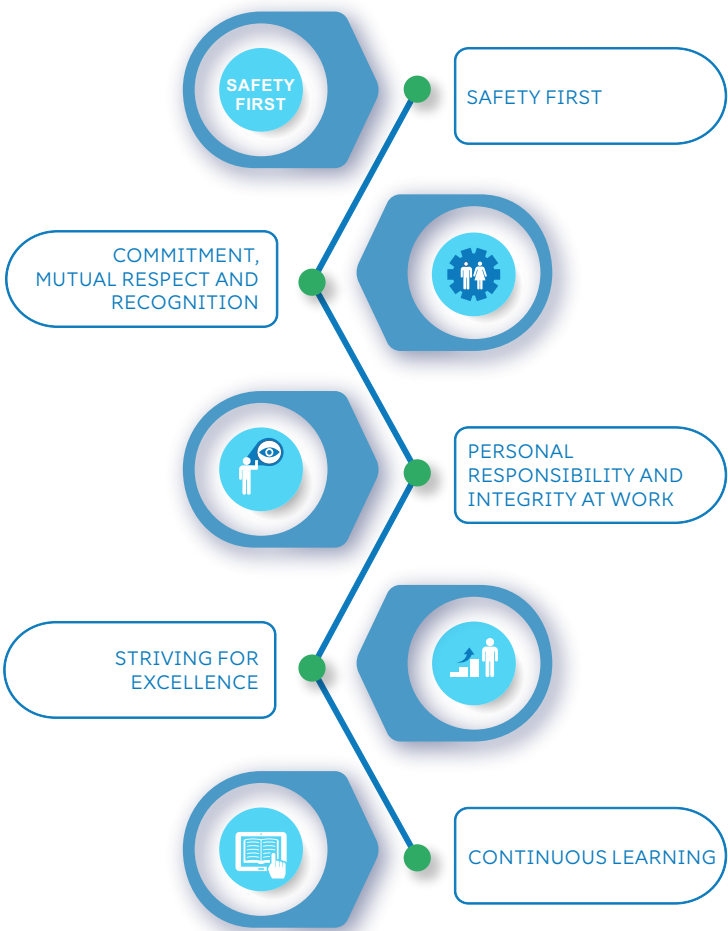 SAFETY
FIRST
SAFETY FIRST
COMMITMENT,
MUTUAL RESPECT AND
RECOGNITION
PERSONAL
RESPONSIBILITY AND
INTEGRITY AT WORK
STRIVING FOR
EXCELLENCE
CONTINUOUS LEARNING